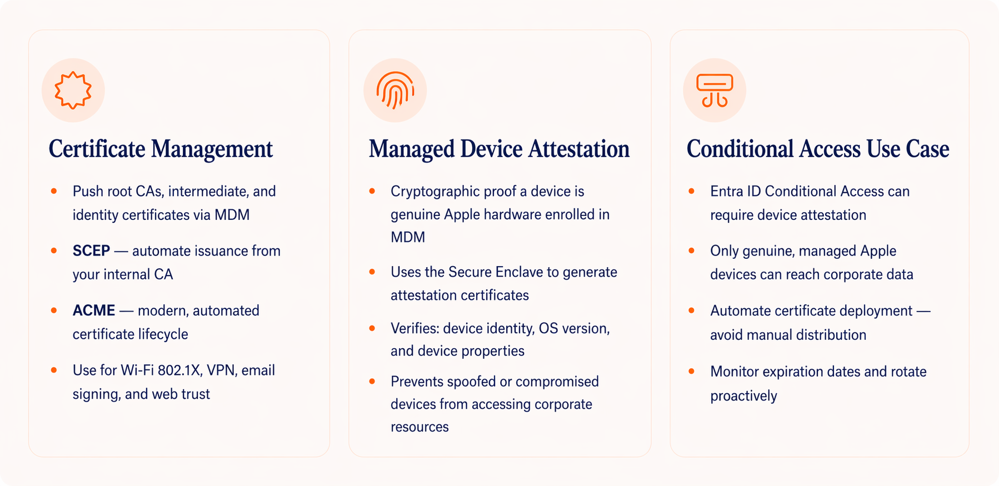 Certificate Management
• Push root CAs, intermediate, and
identity certificates via MDM
• SCEP — automate issuance from
your internal CA
• ACME — modern, automated
certificate lifecycle
• Use for Wi-Fi 802.1X, VPN, email
signing, and web trust
Managed Device Attestation
• Cryptographic proof a device is
genuine Apple hardware enrolled in
MDM
• Uses the Secure Enclave to generate
attestation certificates
• Verifies: device identity, OS version,
and device properties
• Prevents spoofed or compromised
devices from accessing corporate
resources
Conditional Access Use Case
• Entra ID Conditional Access can
require device attestation
• Only genuine, managed Apple
devices can reach corporate data
• Automate certificate deployment —
avoid manual distribution
• Monitor expiration dates and rotate
proactively